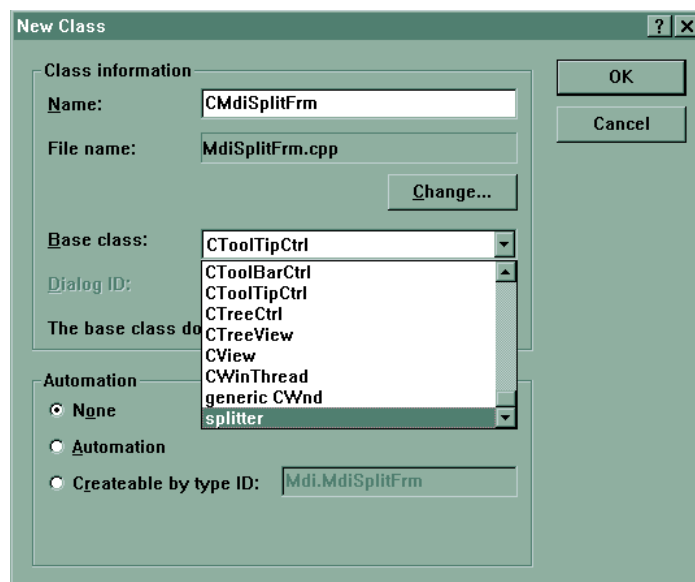 New Class
Class information
OK
Name: CMdiSplitFrm
Cancel
File name: MdiSplitFrm.cpp
Change...
Base class: CToolTipCtrl
CToolBarCtrl
Dialog ID:
CToolTipCtrl
CTreeCtrl
The base class do
CTreeView
CView
CWinThread
Automation
generic CWnd
None
splitter
Automation
Createable by type ID: Mdi.MdiSplitFrm